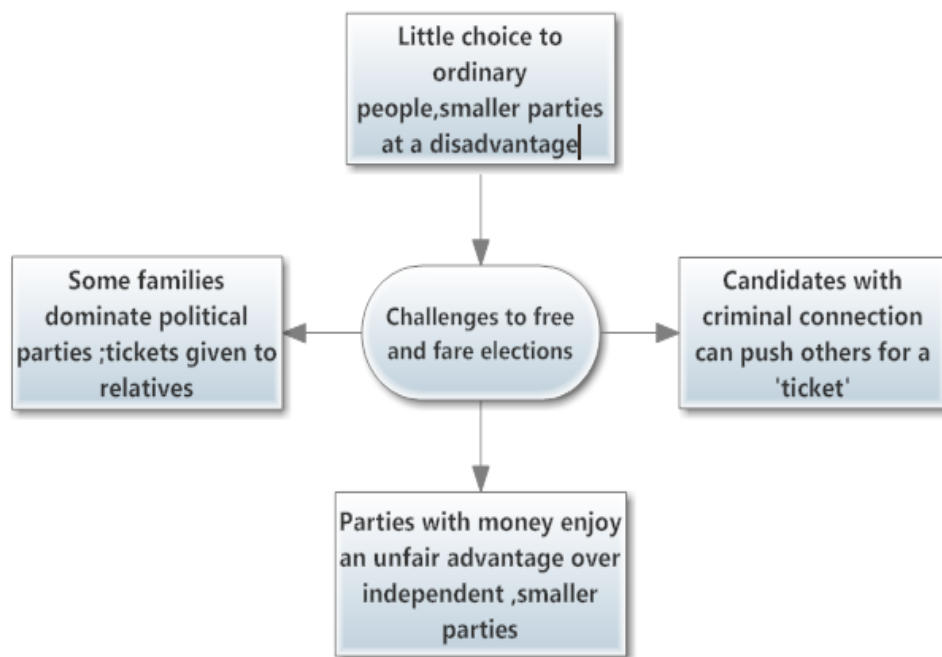 Little choice to
ordinary
people,smaller parties
at a disadvantage
Some families
dominate political
parties ;tickets given to
relatives
Challenges to free
and fare elections
Candidates with
criminal connection
can push others for a
'ticket'
Parties with money enjoy
an unfair advantage over
independent ,smaller
parties